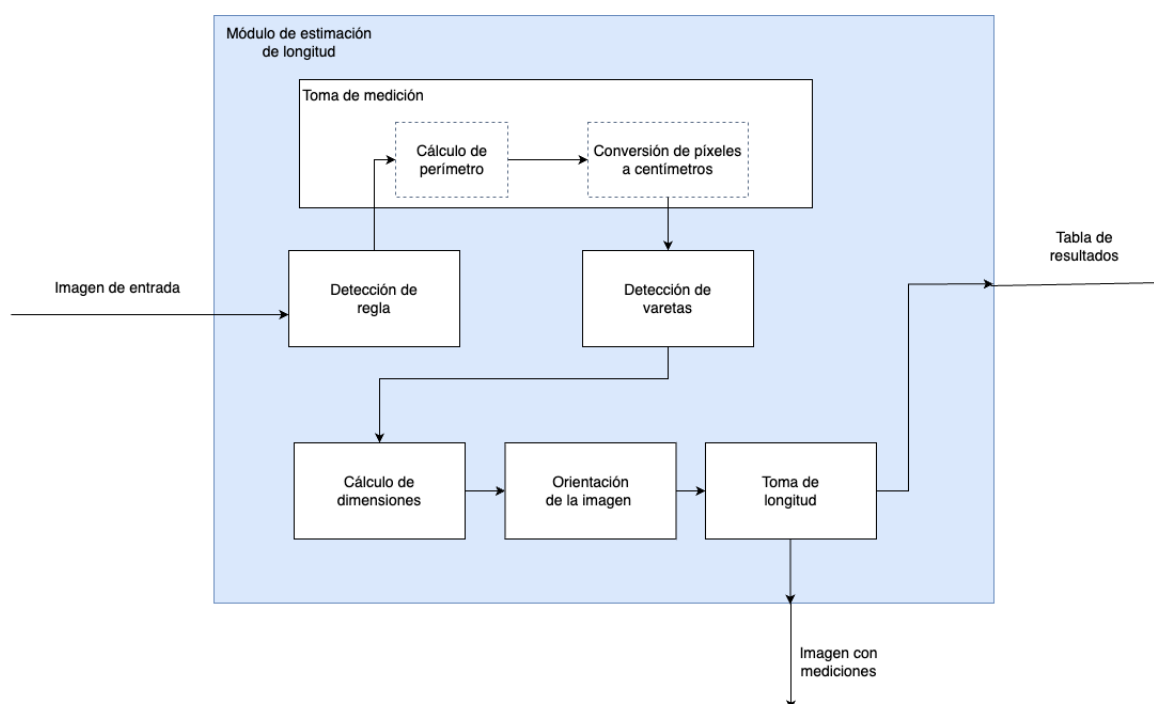 Módulo de estimación
de longitud
Toma de medición
Cálculo de
perímetro
Conversión de píxeles
a centímetros
Tabla de
resultados
Imagen de entrada
Detección de
regla
Detección de
varetas
Cálculo de
dimensiones
Orientación
de la imagen
Toma de
longitud
Imagen con
mediciones